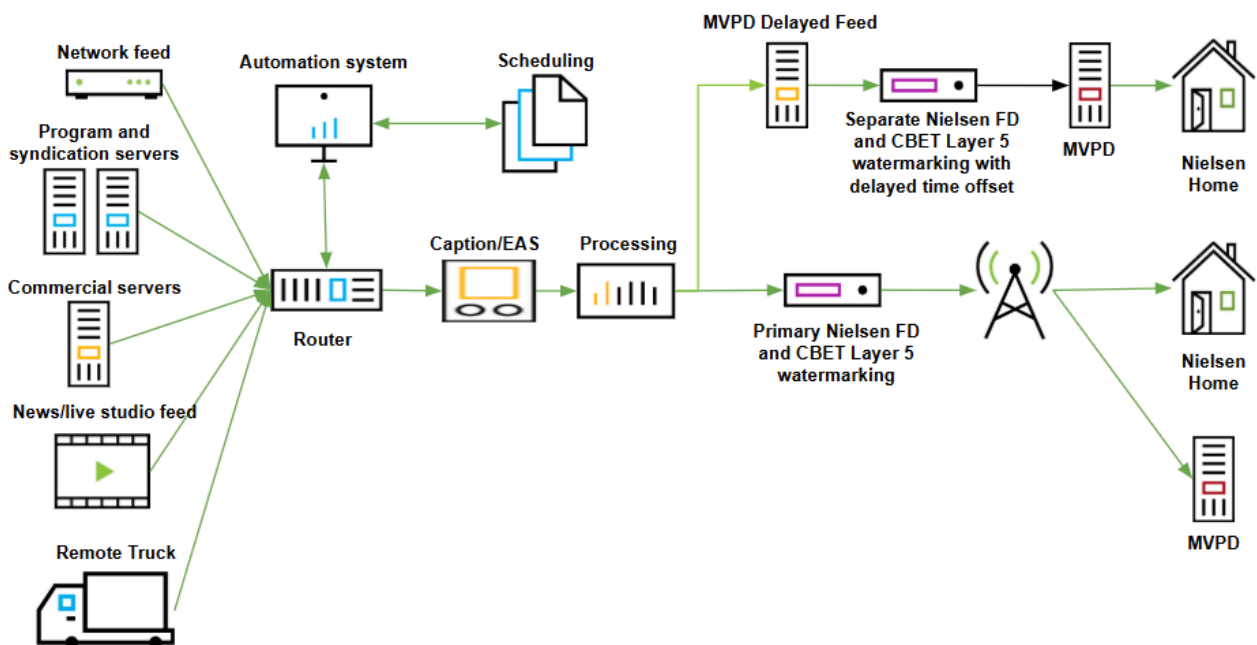 Network feed
Automation system
Scheduling
MVPD Delayed Feed
Program and
syndication servers
Separate Nielsen FD
and CBET Layer 5
watermarking with
delayed time offset
MVPD
Nielsen
Home
Commercial servers
Router
Caption/EAS
Processing
Primary Nielsen FD
and CBET Layer 5
watermarking
Nielsen
Home
News/live studio feed
MVPD
Remote Truck